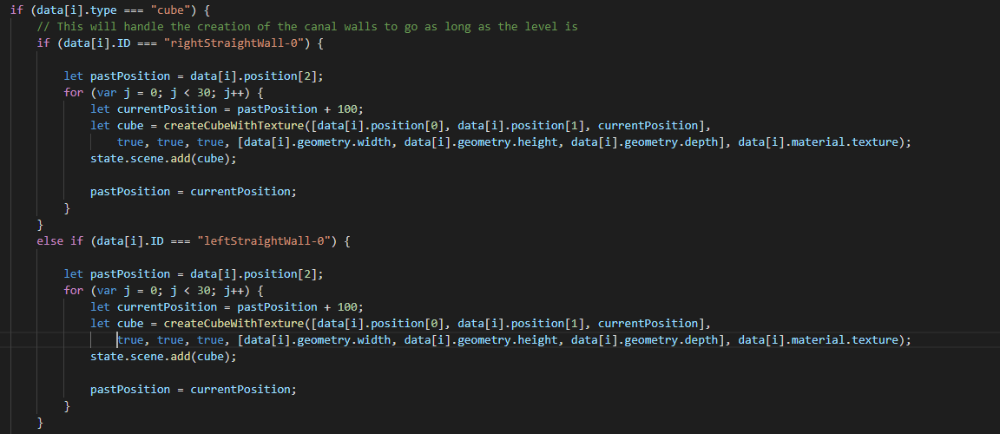 if (data[i].type === "cube") {
// This will handle the creation of the canal walls to go as long as the level is
if (data[i].ID === "rightStraightWall-0") {
let pastPosition = data[i].position[2];
for (var j = 0; j < 30; j++) {
let currentPosition = pastPosition + 100;
let cube = createCubeWithTexture([data[i].position[0], data[i].position[1], currentPosition],
true, true, true, [data[i].geometry.width, data[i].geometry.height, data[i].geometry.depth], data[i].material.texture);
state.scene.add(cube);
pastPosition = currentPosition;
}
}
else if (data[i].ID === "leftStraightWall-0") {
let pastPosition = data[i].position[2];
for (var j = 0; j < 30; j++) {
let currentPosition = pastPosition + 100;
let cube = createCubeWithTexture([data[i].position[0], data[i].position[1], currentPosition],
true, true, true, [data[i].geometry.width, data[i].geometry.height, data[i].geometry.depth], data[i].material.texture);
state.scene.add(cube);
pastPosition = currentPosition;
}
}